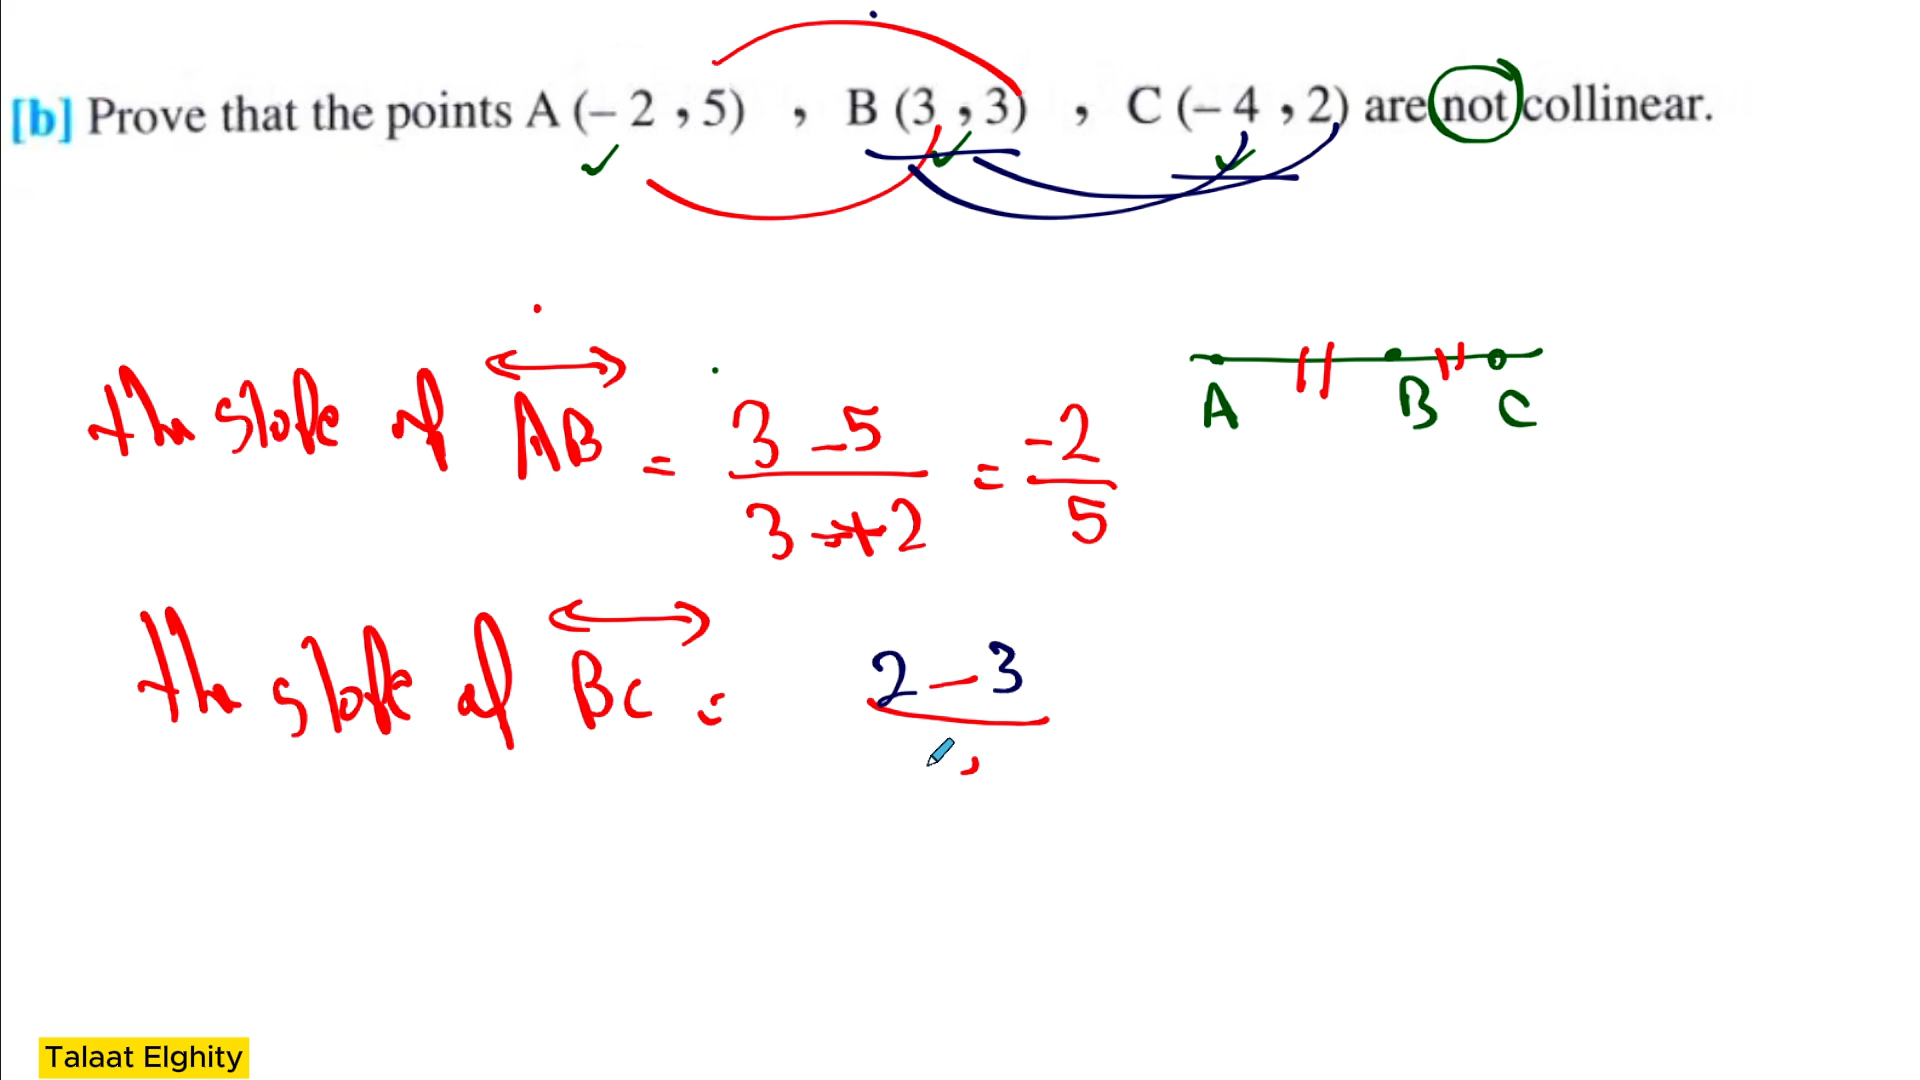 [b] Prove that the points A (– 2 , 5) , B (3 , 3) , C (– 4 , 2) are not collinear.
the slope of AB = 3 - 5 / 3 + 2 = -2 / 5
A B C
the slope of BC = 2 - 3
Talaat Elghity